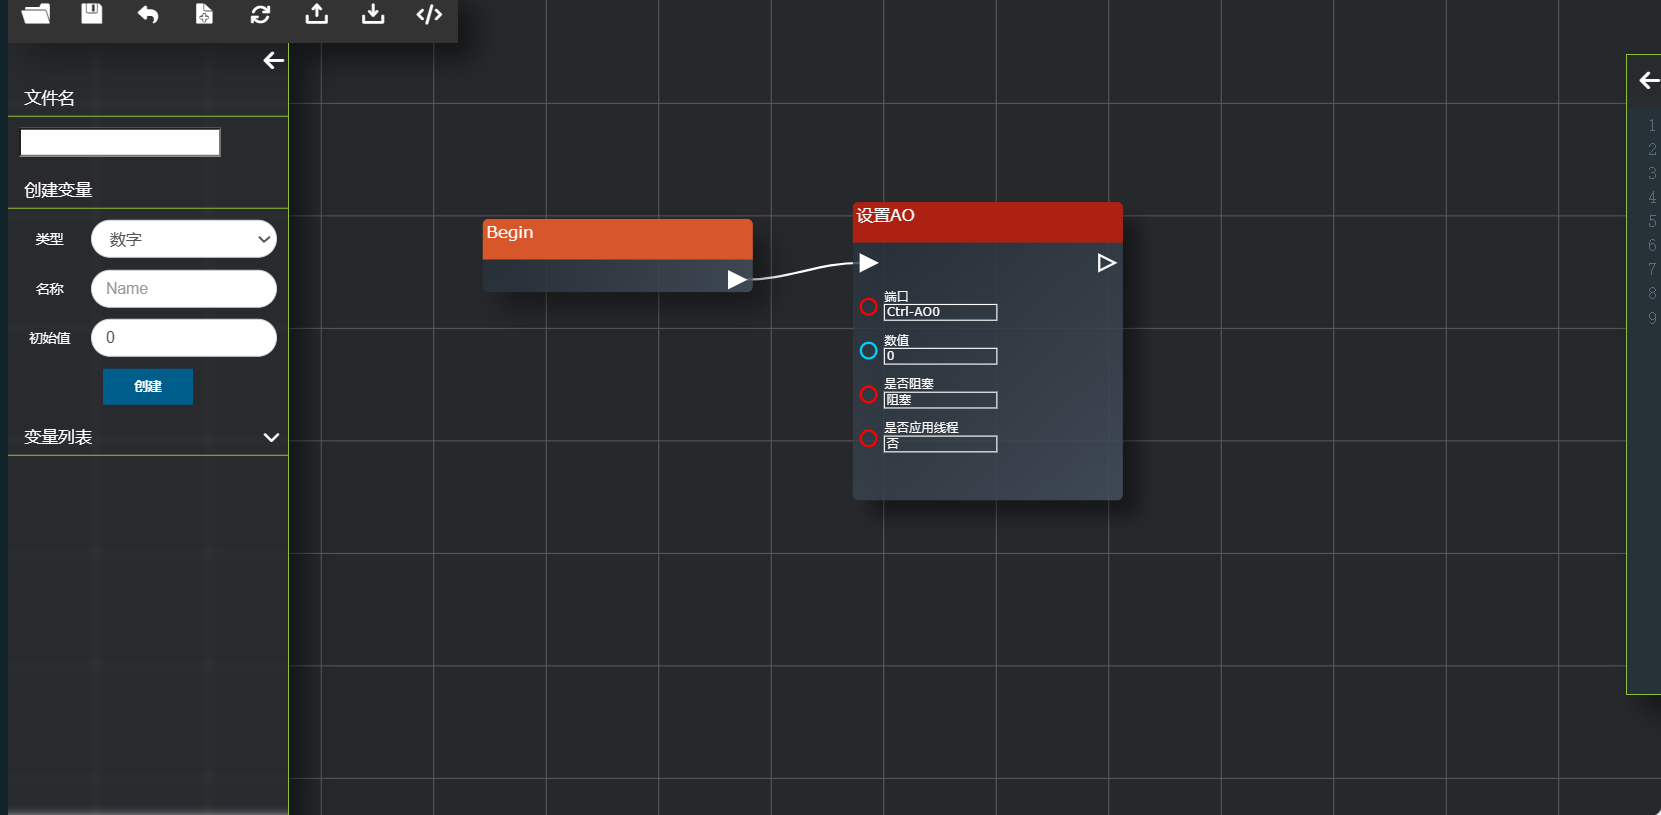 文件名
创建变量
类型 数字
名称 Name
初始值 0
创建
变量列表
Begin
设置AO
端口
Ctrl-AO0
数值
0
是否阻塞
阻塞
是否应用线程
否
1
2
3
4
5
6
7
8
9